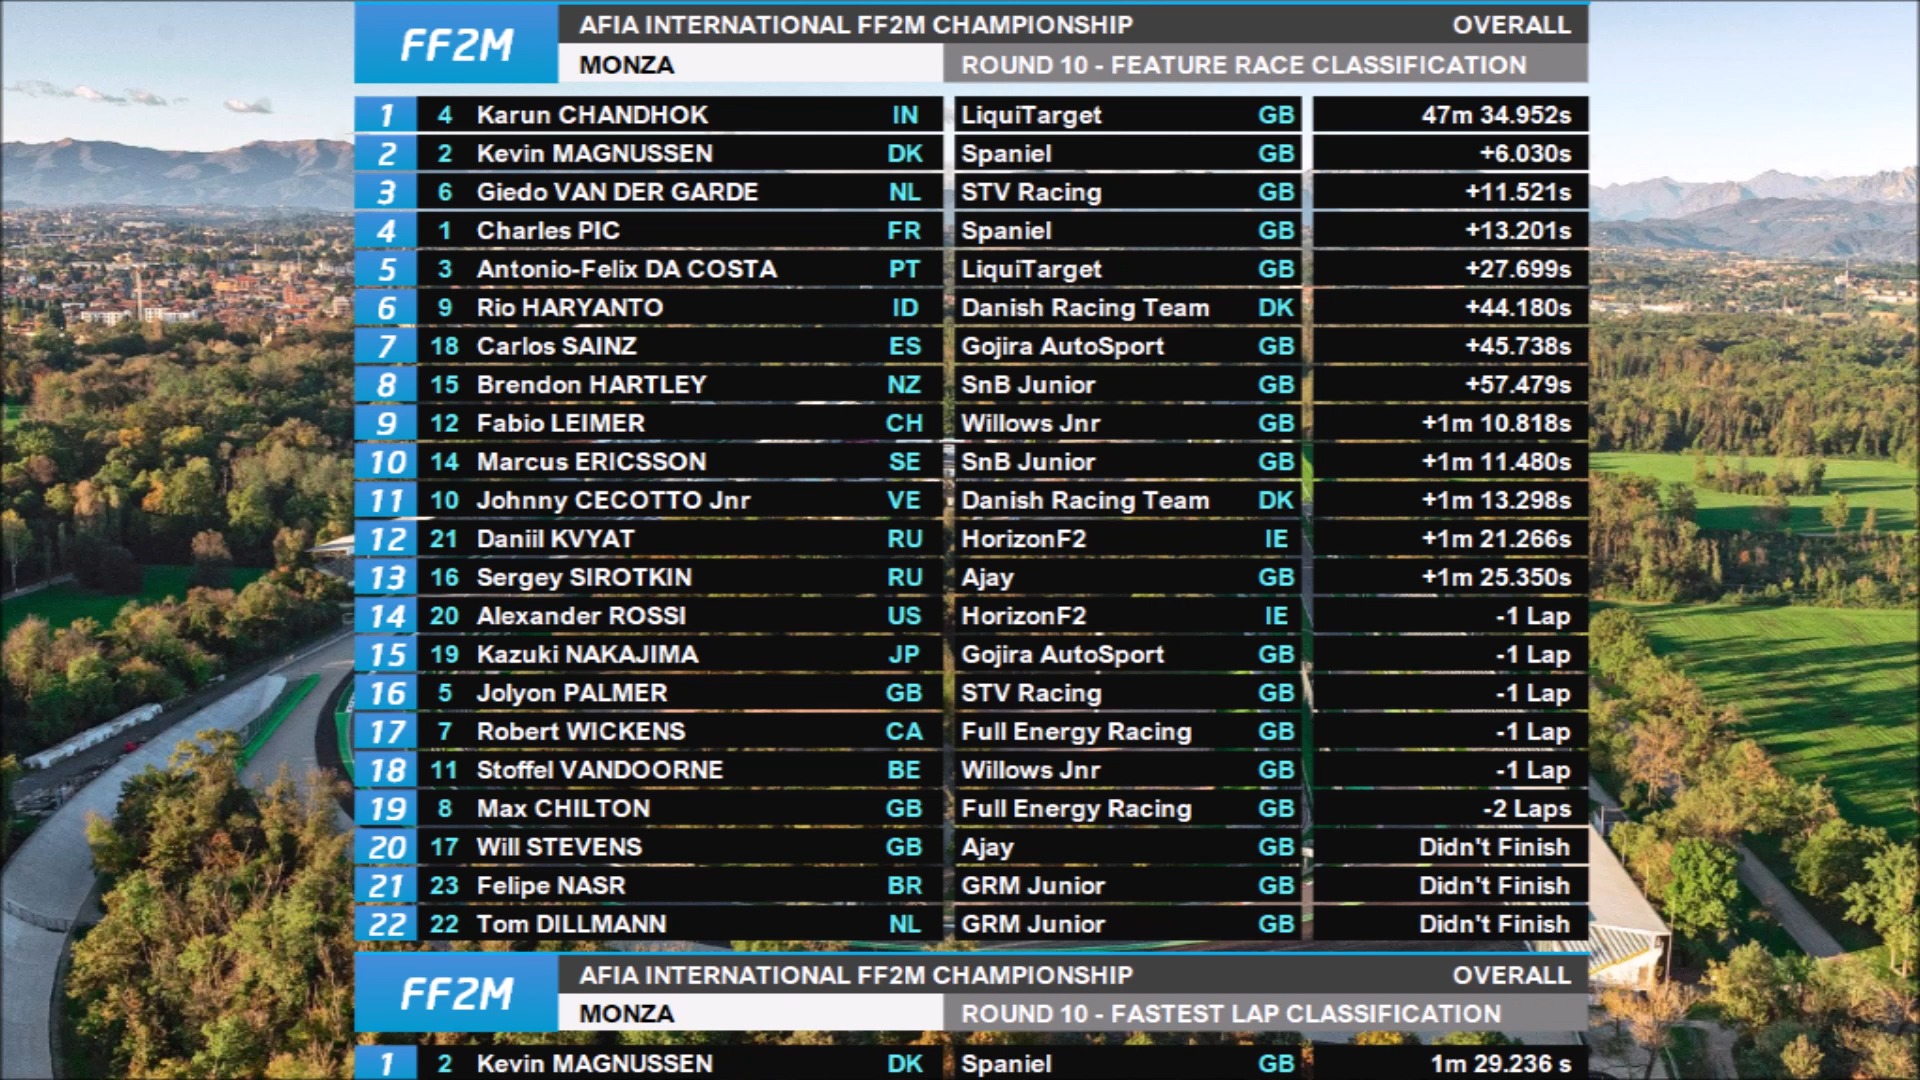 FF2M AFIA INTERNATIONAL FF2M CHAMPIONSHIP OVERALL
MONZA ROUND 10 - FEATURE RACE CLASSIFICATION
1 4 Karun CHANDHOK IN LiquiTarget GB 47m 34.952s
2 2 Kevin MAGNUSSEN DK Spaniel GB +6.030s
3 6 Giedo VAN DER GARDE NL STV Racing GB +11.521s
4 1 Charles PIC FR Spaniel GB +13.201s
5 3 Antonio-Felix DA COSTA PT LiquiTarget GB +27.699s
6 9 Rio HARYANTO ID Danish Racing Team DK +44.180s
7 18 Carlos SAINZ ES Gojira AutoSport GB +45.738s
8 15 Brendon HARTLEY NZ SnB Junior GB +57.479s
9 12 Fabio LEIMER CH Willows Jnr GB +1m 10.818s
10 14 Marcus ERICSSON SE SnB Junior GB +1m 11.480s
11 10 Johnny CECOTTO Jnr VE Danish Racing Team DK +1m 13.298s
12 21 Daniil KVYAT RU HorizonF2 IE +1m 21.266s
13 16 Sergey SIROTKIN RU Ajay GB +1m 25.350s
14 20 Alexander ROSSI US HorizonF2 IE -1 Lap
15 19 Kazuki NAKAJIMA JP Gojira AutoSport GB -1 Lap
16 5 Jolyon PALMER GB STV Racing GB -1 Lap
17 7 Robert WICKENS CA Full Energy Racing GB -1 Lap
18 11 Stoffel VANDOORNE BE Willows Jnr GB -1 Lap
19 8 Max CHILTON GB Full Energy Racing GB -2 Laps
20 17 Will STEVENS GB Ajay GB Didn't Finish
21 23 Felipe NASR BR GRM Junior GB Didn't Finish
22 22 Tom DILLMANN NL GRM Junior GB Didn't Finish
FF2M AFIA INTERNATIONAL FF2M CHAMPIONSHIP OVERALL
MONZA ROUND 10 - FASTEST LAP CLASSIFICATION
1 2 Kevin MAGNUSSEN DK Spaniel GB 1m 29.236 s